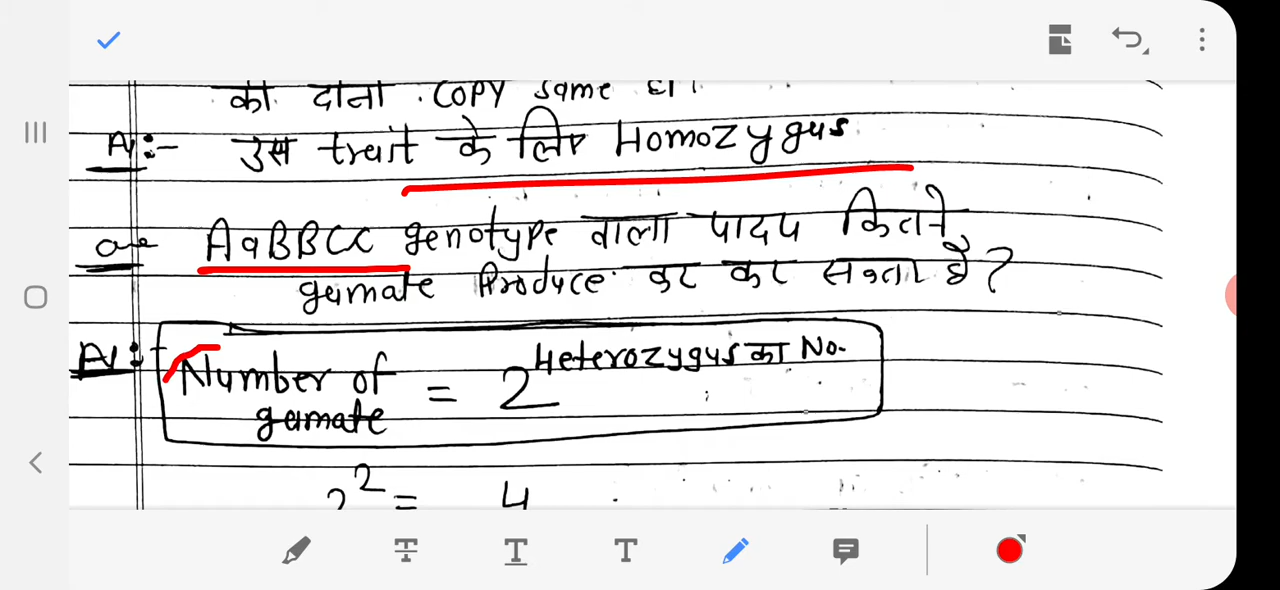 की दोनो . COPY same हो।
A:- उस trait के लिए Homozygus
Que AaBBCc genotype वाला पादप कितने
gamate Produce कर सकता है?
A:- Number of gamate = 2 Heterozygus का No.
2² = 4